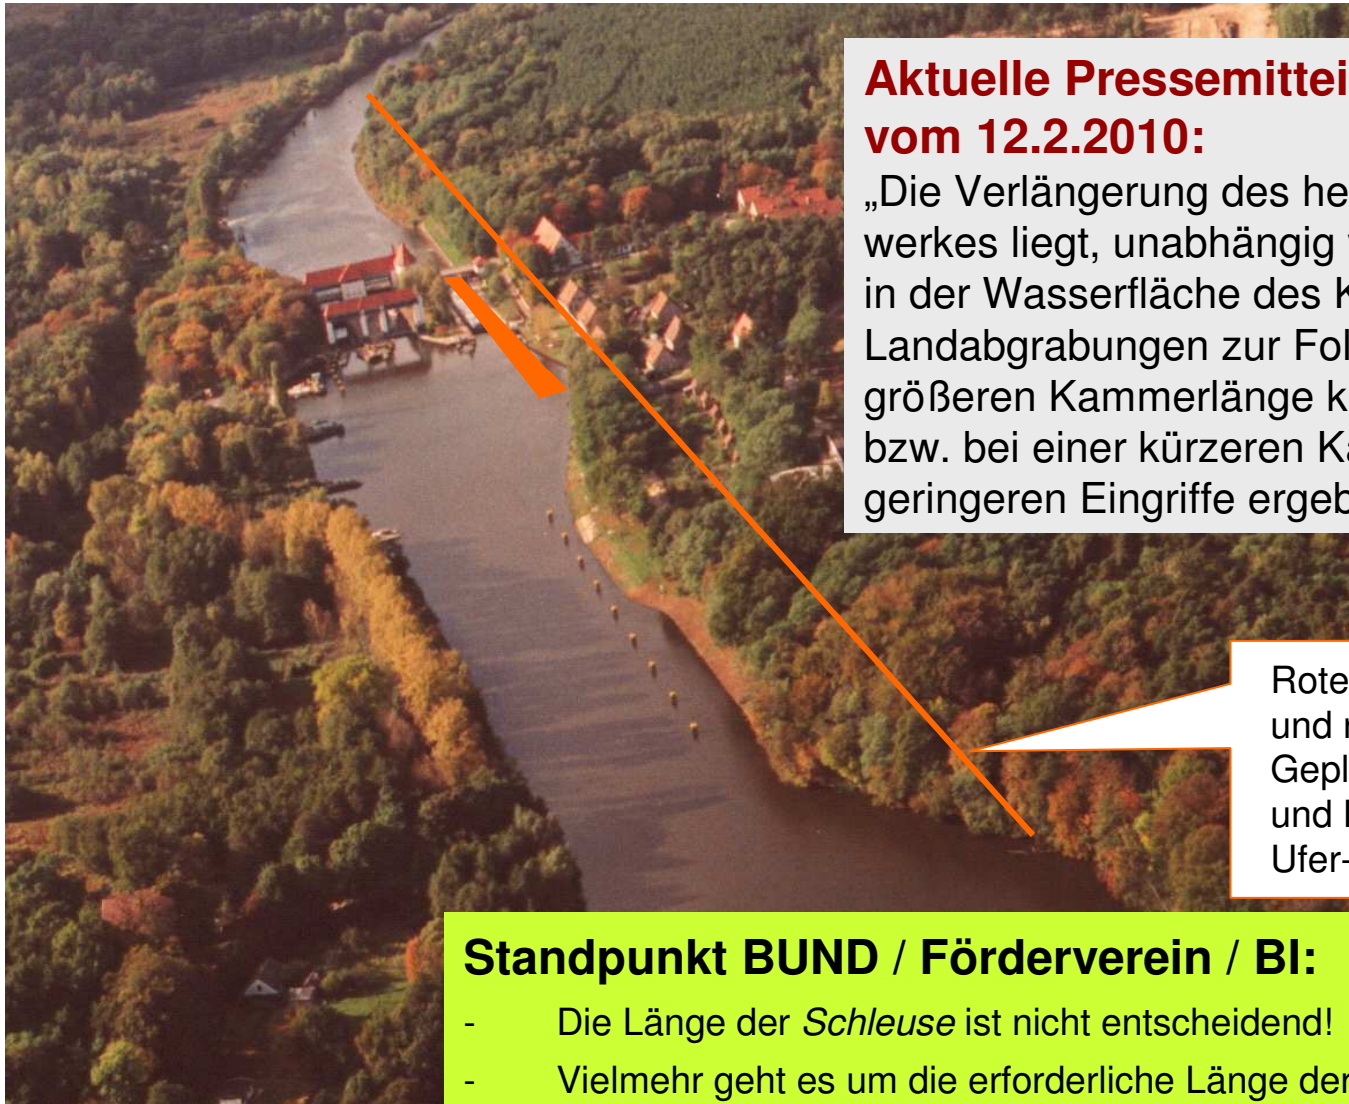 Aktuelle Pressemittei
vom 12.2.2010:
„Die Verlängerung des he
werkes liegt, unabhängig
in der Wasserfläche des K
Landabgrabungen zur Fol
größeren Kammerlänge k
bzw. bei einer kürzeren Ka
geringeren Eingriffe ergeb
Rote
und r
Gepl
und
Ufer-
Standpunkt BUND / Förderverein / BI:
- Die Länge der Schleuse ist nicht entscheidend!
- Vielmehr geht es um die erforderliche Länge der